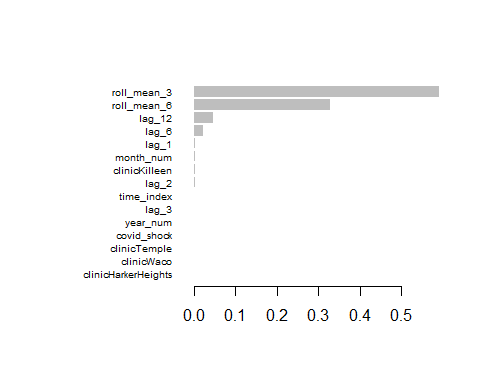 roll_mean_3
roll_mean_6
lag_12
lag_6
lag_1
month_num
clinicKilleen
lag_2
time_index
lag_3
year_num
covid_shock
clinicTemple
clinicWaco
clinicHarkerHeights
0.0 0.1 0.2 0.3 0.4 0.5